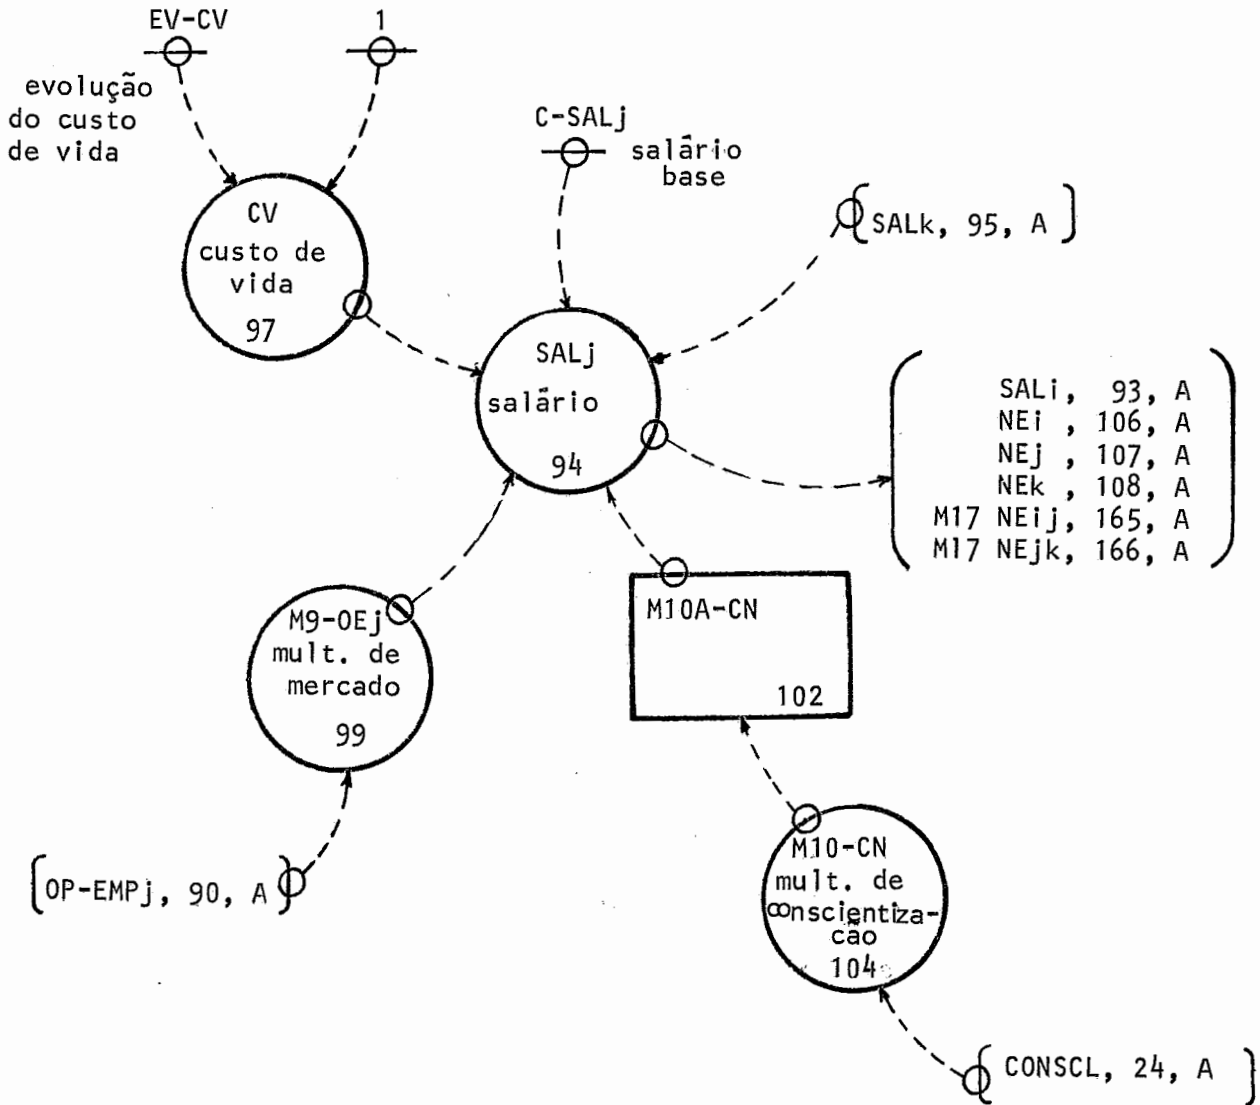 EV-CV
1
evolução
do custo
de vida
C-SALj
salário
base
CV
custo de
vida
97
[SALk, 95, A]
SALj
salário
94
SALi, 93, A
NEi , 106, A
NEj , 107, A
NEk , 108, A
M17 NEij, 165, A
M17 NEjk, 166, A
M9-OEj
mult. de
mercado
99
M10A-CN
102
[OP-EMPj, 90, A]
M10-CN
mult. de
conscientiza-
cão
104
[CONSCL, 24, A]